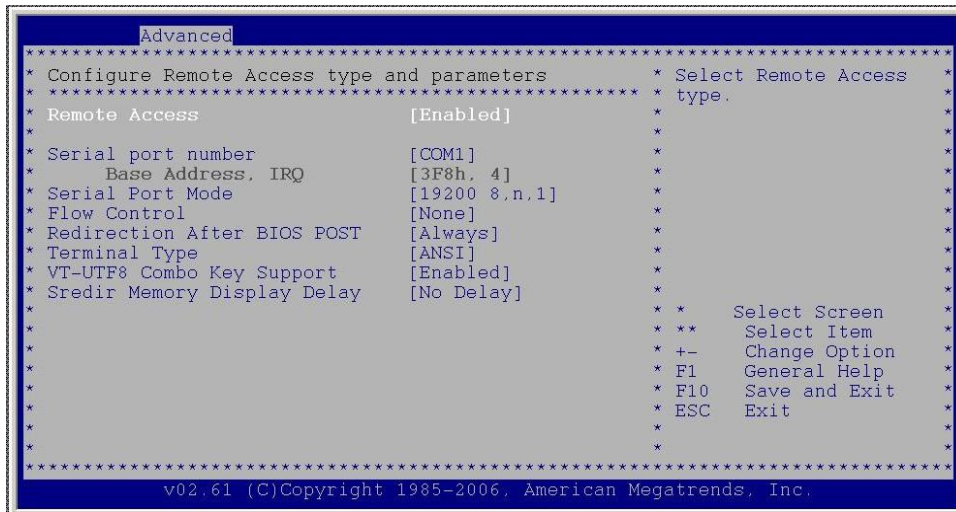 Advanced
Configure Remote Access type and parameters
Remote Access [Enabled]
Serial port number [COM1]
Base Address, IRQ [3F8h, 4]
Serial Port Mode [19200 8,n,1]
Flow Control [None]
Redirection After BIOS POST [Always]
Terminal Type [ANSI]
VT-UTF8 Combo Key Support [Enabled]
Sredir Memory Display Delay [No Delay]
Select Remote Access
type.
* Select Screen
** Select Item
+- Change Option
F1 General Help
F10 Save and Exit
ESC Exit
v02.61 (C)Copyright 1985-2006, American Megatrends, Inc.